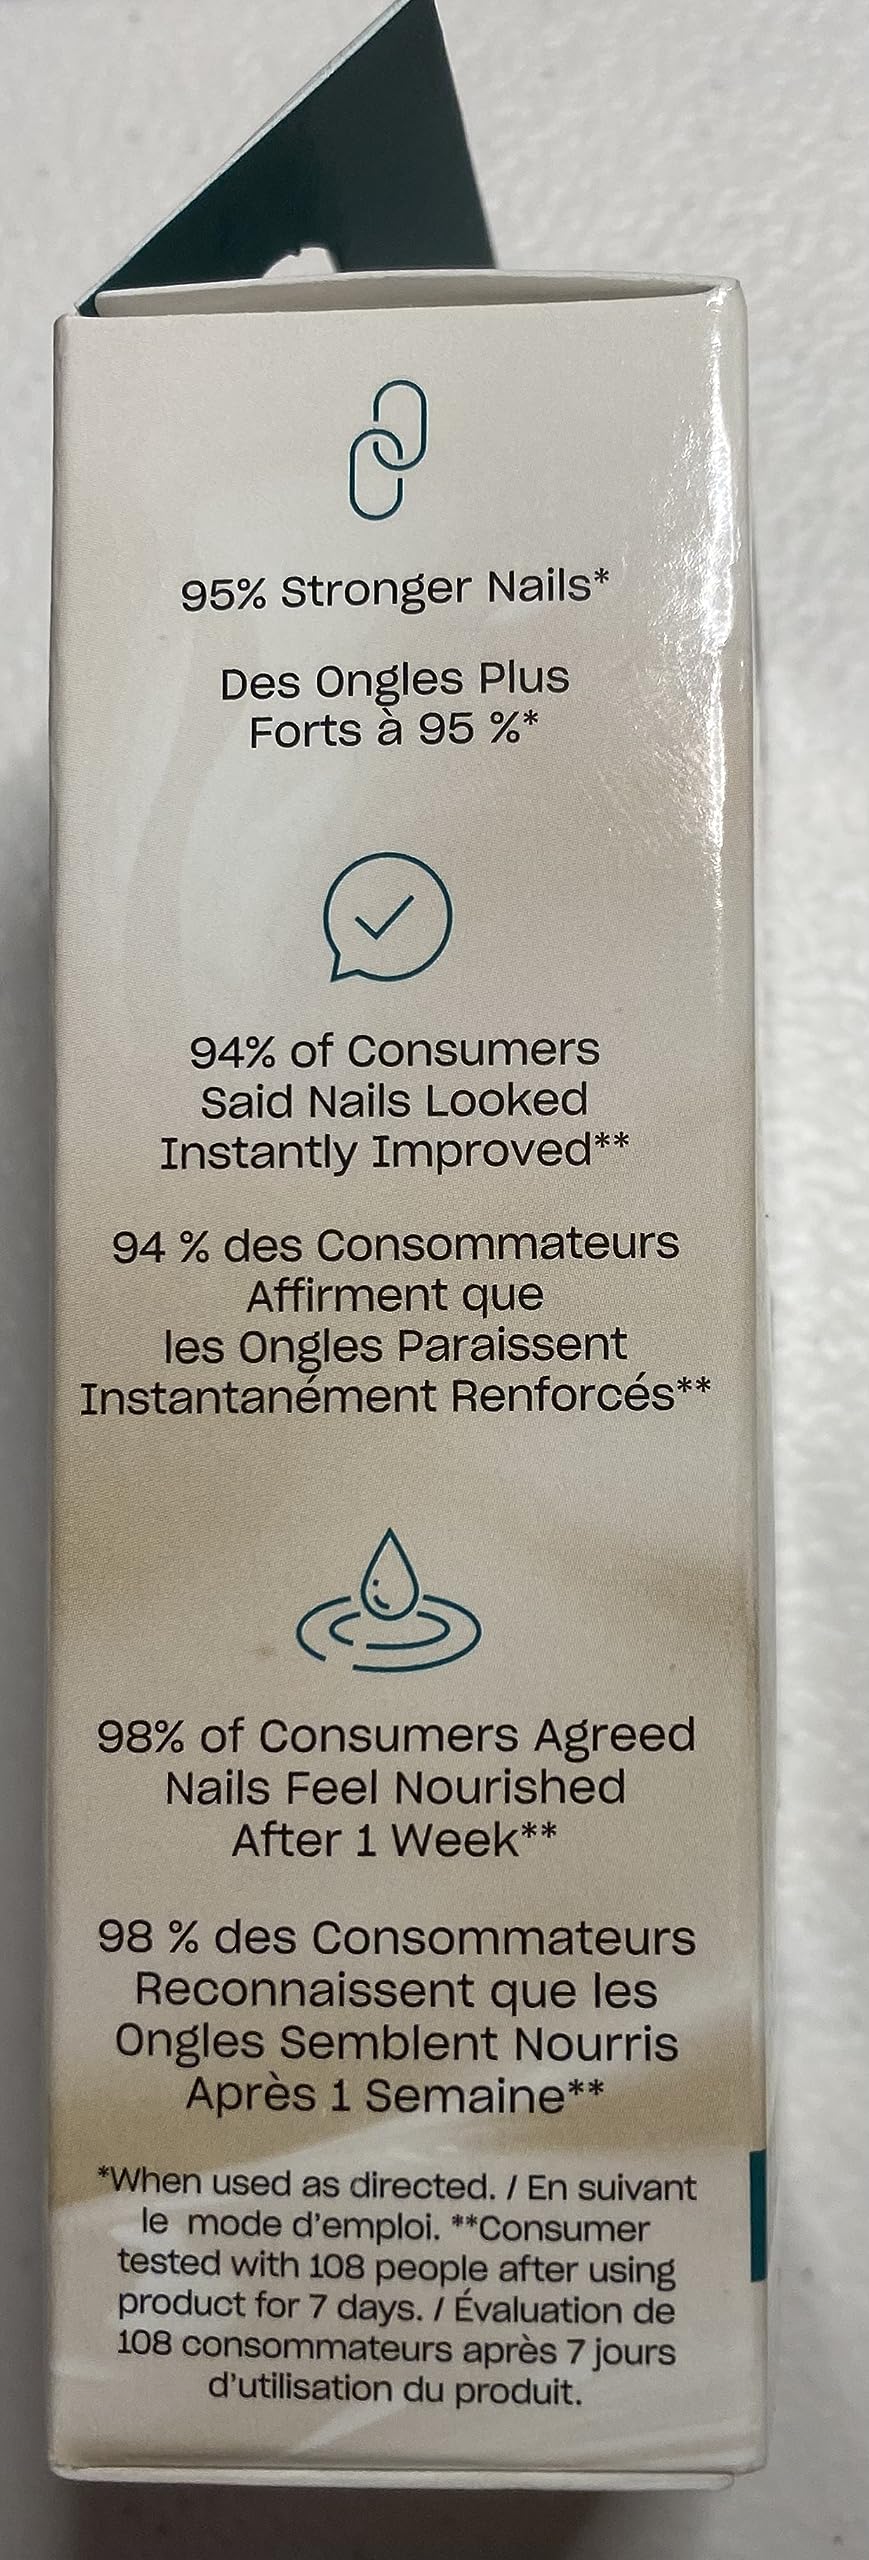 95% Stronger Nails*
Des Ongles Plus
Forts à 95 %*
94% of Consumers
Said Nails Looked
Instantly Improved**
94 % des Consommateurs
Affirment que
les Ongles Paraissent
Instantanément Renforcés**
98% of Consumers Agreed
Nails Feel Nourished
After 1 Week**
98 % des Consommateurs
Reconnaissent que les
Ongles Semblent Nourris
Après 1 Semaine**
*When used as directed. / En suivant
le mode d'emploi. **Consumer
tested with 108 people after using
product for 7 days. / Évaluation de
108 consommateurs après 7 jours
d'utilisation du produit.